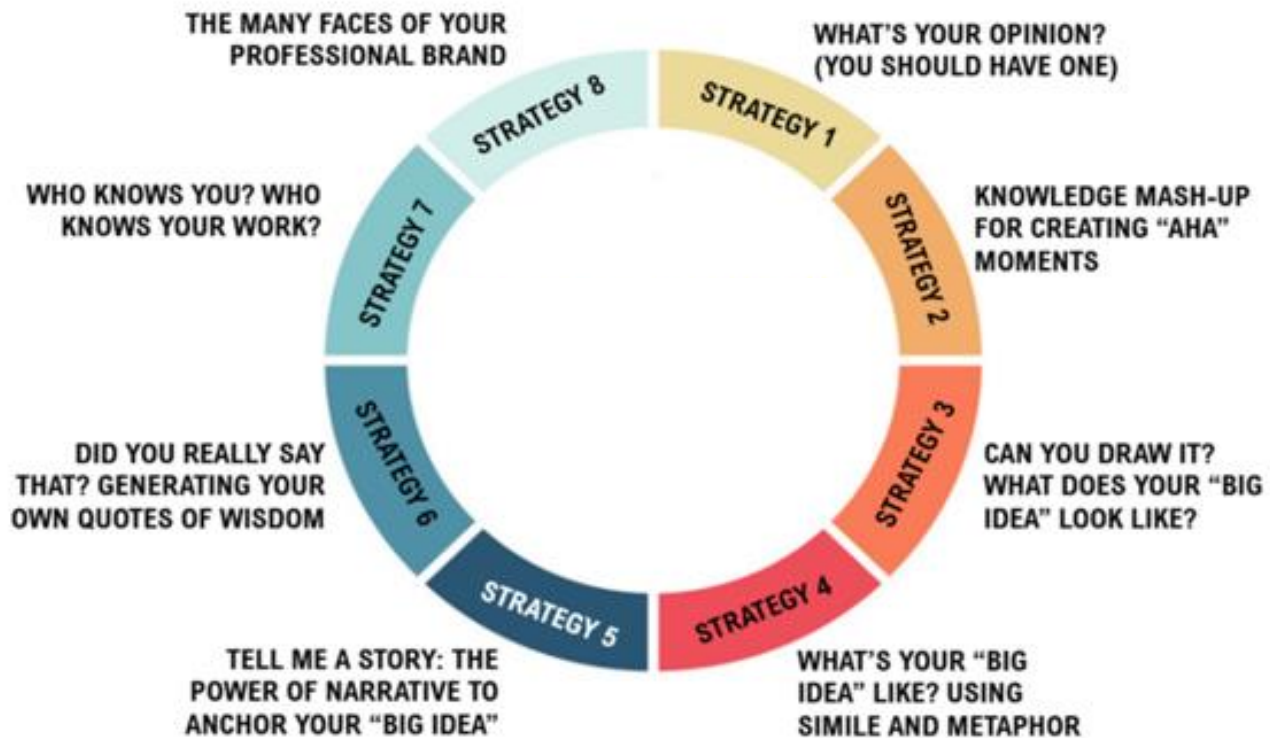 STRATEGY 1
WHAT'S YOUR OPINION?
(YOU SHOULD HAVE ONE)
STRATEGY 2
KNOWLEDGE MASH-UP
FOR CREATING “AHA”
MOMENTS
STRATEGY 3
CAN YOU DRAW IT?
WHAT DOES YOUR “BIG
IDEA” LOOK LIKE?
STRATEGY 4
WHAT'S YOUR “BIG
IDEA” LIKE? USING
SIMILE AND METAPHOR
STRATEGY 5
TELL ME A STORY: THE
POWER OF NARRATIVE TO
ANCHOR YOUR “BIG IDEA”
STRATEGY 6
DID YOU REALLY SAY
THAT? GENERATING YOUR
OWN QUOTES OF WISDOM
STRATEGY 7
WHO KNOWS YOU? WHO
KNOWS YOUR WORK?
STRATEGY 8
THE MANY FACES OF YOUR
PROFESSIONAL BRAND